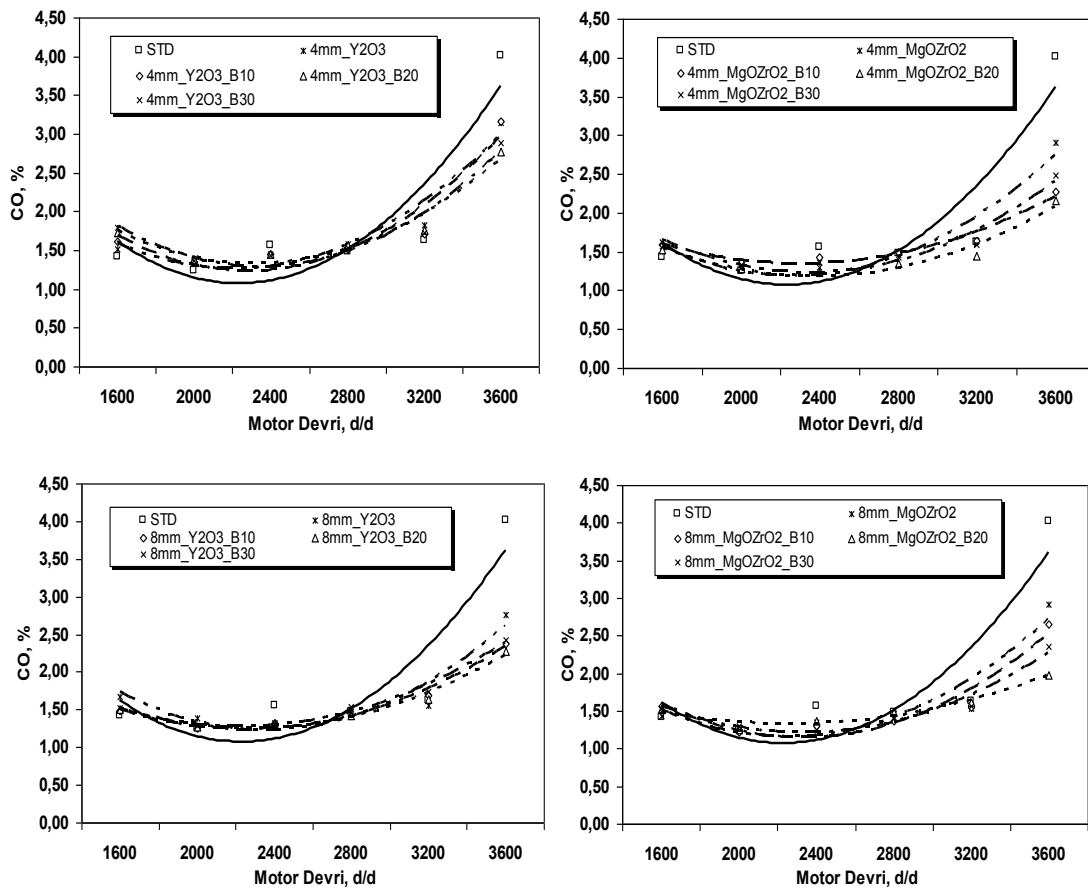 4,50
4,00
3,50
3,00
2,50
2,00
1,50
1,00
0,50
0,00
CO, %
STD 4mm_Y2O3
4mm_Y2O3_B10 4mm_Y2O3_B20
4mm_Y2O3_B30
1600 2000 2400 2800 3200 3600
Motor Devri, d/d
4,50
4,00
3,50
3,00
2,50
2,00
1,50
1,00
0,50
0,00
CO, %
STD 4mm_MgOZrO2
4mm_MgOZrO2_B10 4mm_MgOZrO2_B20
4mm_MgOZrO2_B30
1600 2000 2400 2800 3200 3600
Motor Devri, d/d
4,50
4,00
3,50
3,00
2,50
2,00
1,50
1,00
0,50
0,00
CO, %
STD 8mm_Y2O3
8mm_Y2O3_B10 8mm_Y2O3_B20
8mm_Y2O3_B30
1600 2000 2400 2800 3200 3600
Motor Devri, d/d
4,50
4,00
3,50
3,00
2,50
2,00
1,50
1,00
0,50
0,00
CO, %
STD 8mm_MgOZrO2
8mm_MgOZrO2_B10 8mm_MgOZrO2_B20
8mm_MgOZrO2_B30
1600 2000 2400 2800 3200 3600
Motor Devri, d/d